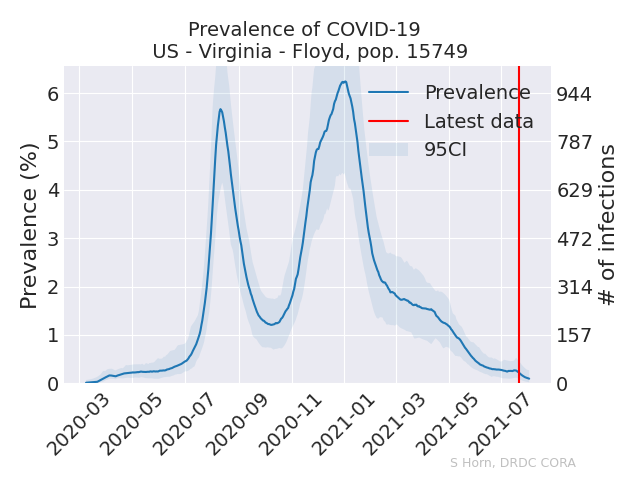 Prevalence of COVID-19
US - Virginia - Floyd, pop. 15749
Prevalence
Latest data
95CI
Prevalence (%)
6
5
4
3
2
1
0
944
787
629
472
314
157
0
# of infections
2020-03
2020-05
2020-07
2020-09
2020-11
2021-01
2021-03
2021-05
2021-07
S Horn, DRDC CORA